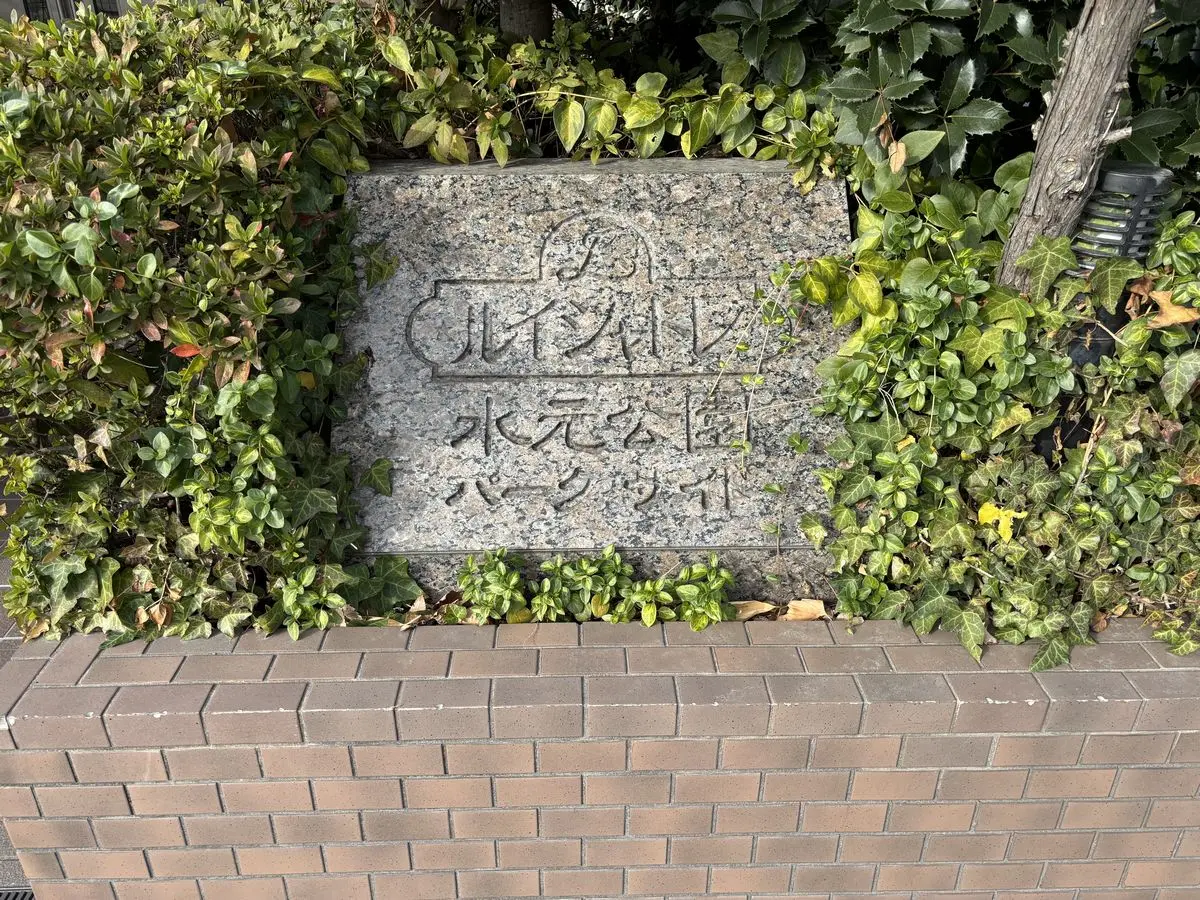 ルイシャトレ
水元公園
パークサイド